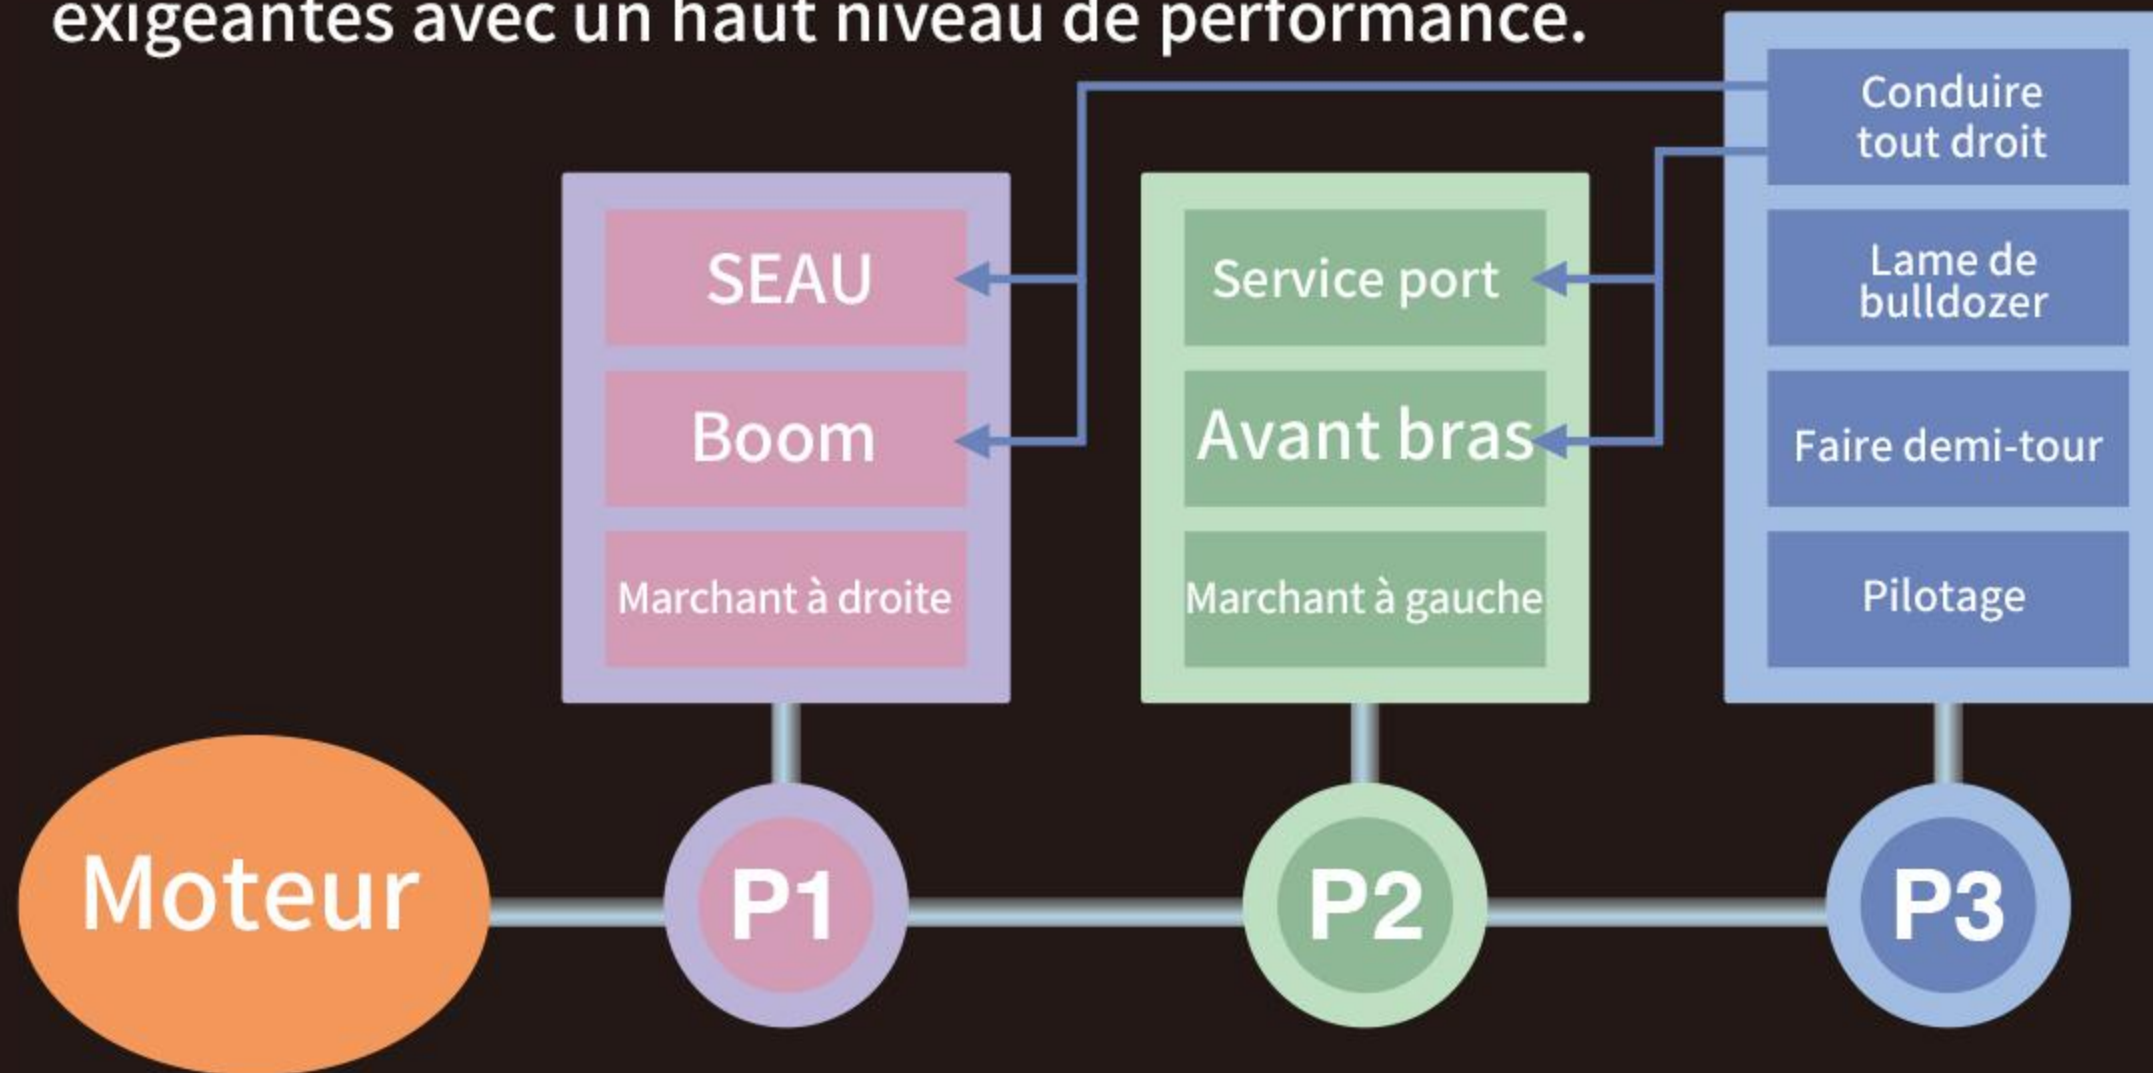 exigeantes avec un haut niveau de performance.
SEAU
Boom
Marchant à droite
Service port
Avant bras
Marchant à gauche
Conduire
tout droit
Lame de
bulldozer
Faire demi-tour
Pilotage
Moteur
P1
P2
P3